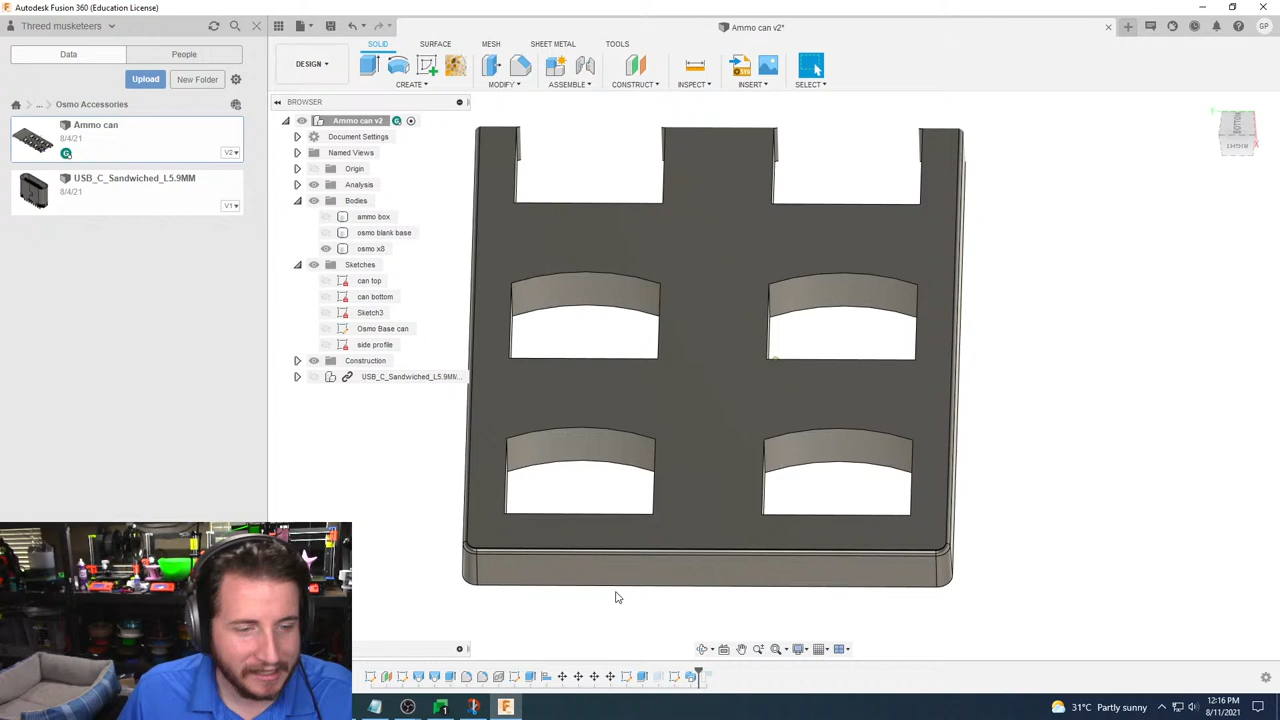 Autodesk Fusion 360 (Education License)
Threed musketeers
Ammo can v2*
GP
Data
People
SOLID
SURFACE
MESH
SHEET METAL
TOOLS
DESIGN
Upload
New Folder
CREATE
MODIFY
ASSEMBLE
CONSTRUCT
INSPECT
INSERT
SELECT
... Osmo Accessories
BROWSER
Ammo can
8/4/21
V2
USB_C_Sandwiched_L5.9MM
8/4/21
V1
Ammo can v2
Document Settings
Named Views
Origin
Analysis
Bodies
ammo box
osmo blank base
osmo x8
Sketches
can top
can bottom
Sketch3
Osmo Base can
side profile
Construction
USB_C_Sandwiched_L5.9MM...
BOTTOM
RIGHT
X
31°C Partly sunny
12:16 PM
8/11/2021